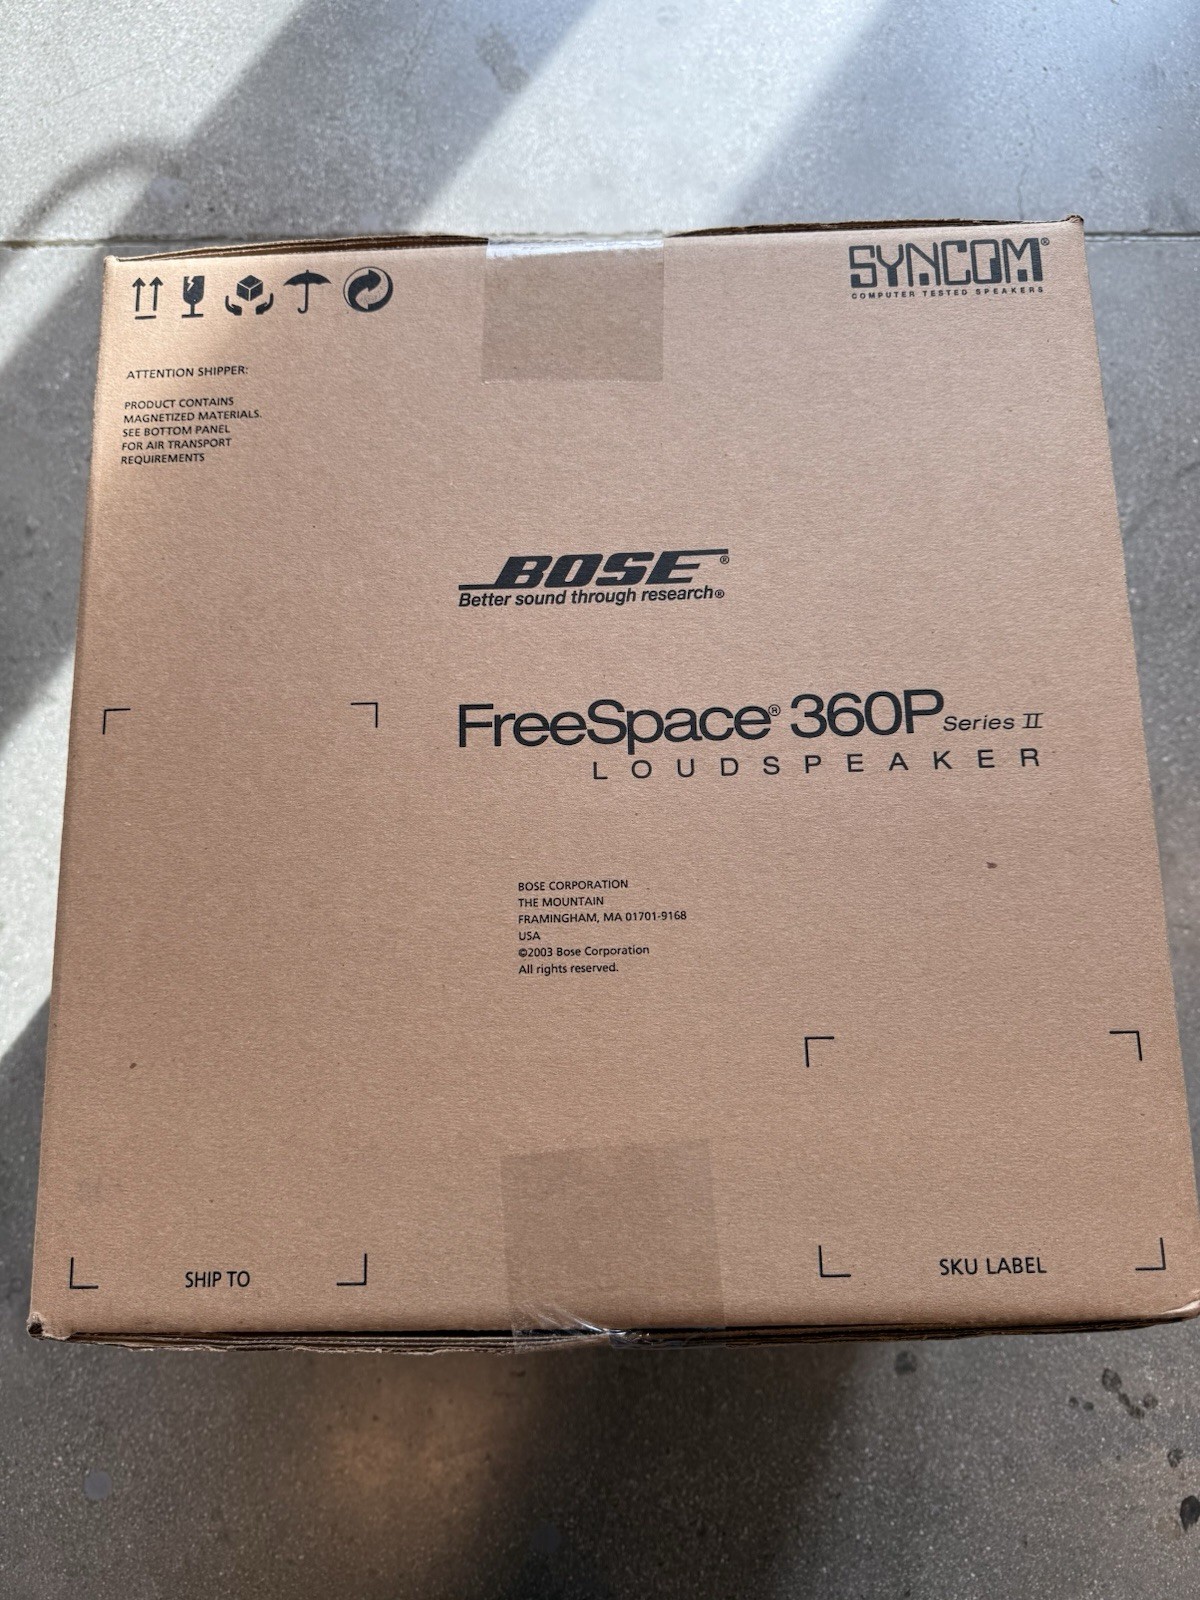 SYNCOM®
COMPUTER TESTED SPEAKERS
ATTENTION SHIPPER:
PRODUCT CONTAINS
MAGNETIZED MATERIALS.
SEE BOTTOM PANEL
FOR AIR TRANSPORT
REQUIREMENTS
BOSE®
Better sound through research®
FreeSpace® 360P Series II
LOUDSPEAKER
BOSE CORPORATION
THE MOUNTAIN
FRAMINGHAM, MA 01701-9168
USA
©2003 Bose Corporation
All rights reserved.
SHIP TO
SKU LABEL